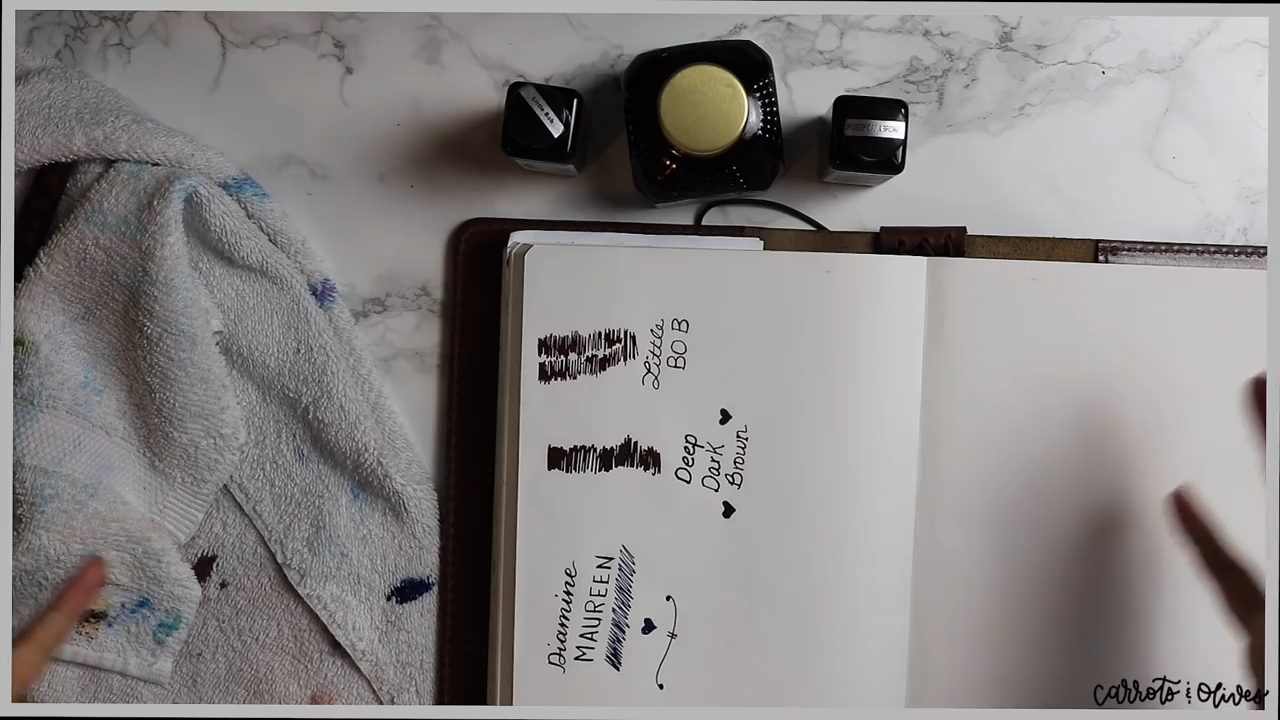 Little Bob
Little
BOB
Deep
Dark
Brown
Diamine
MAUREEN
carrots & Olives